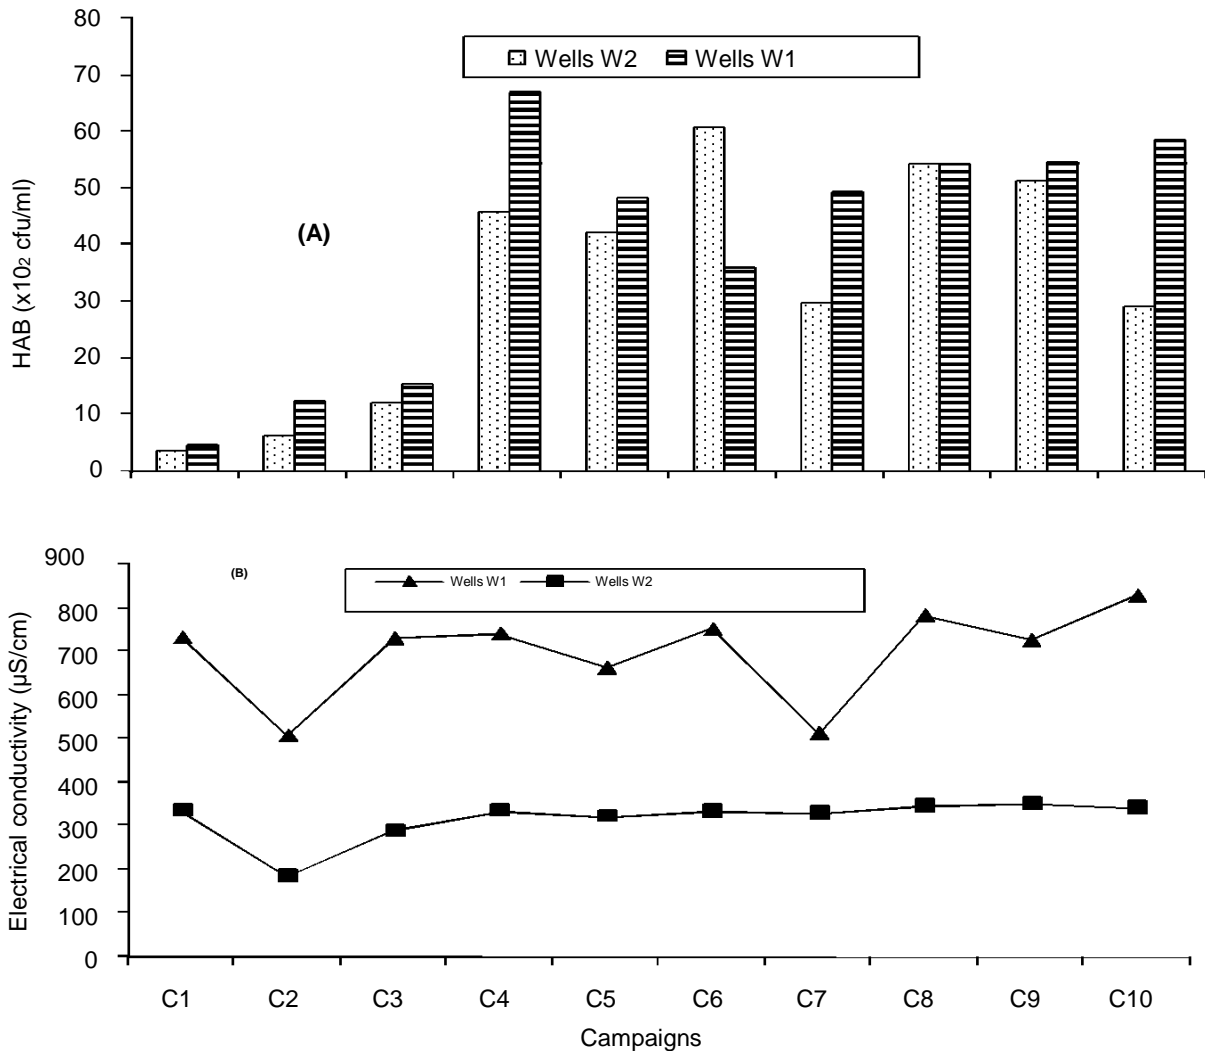 80
70
60
50
40
30
20
10
0
HAB (x10₂ cfu/ml)
Wells W2 Wells W1
(A)
900
800
700
600
500
400
300
200
100
0
Electrical conductivity (µS/cm)
(B)
Wells W1 Wells W2
C1 C2 C3 C4 C5 C6 C7 C8 C9 C10
Campaigns